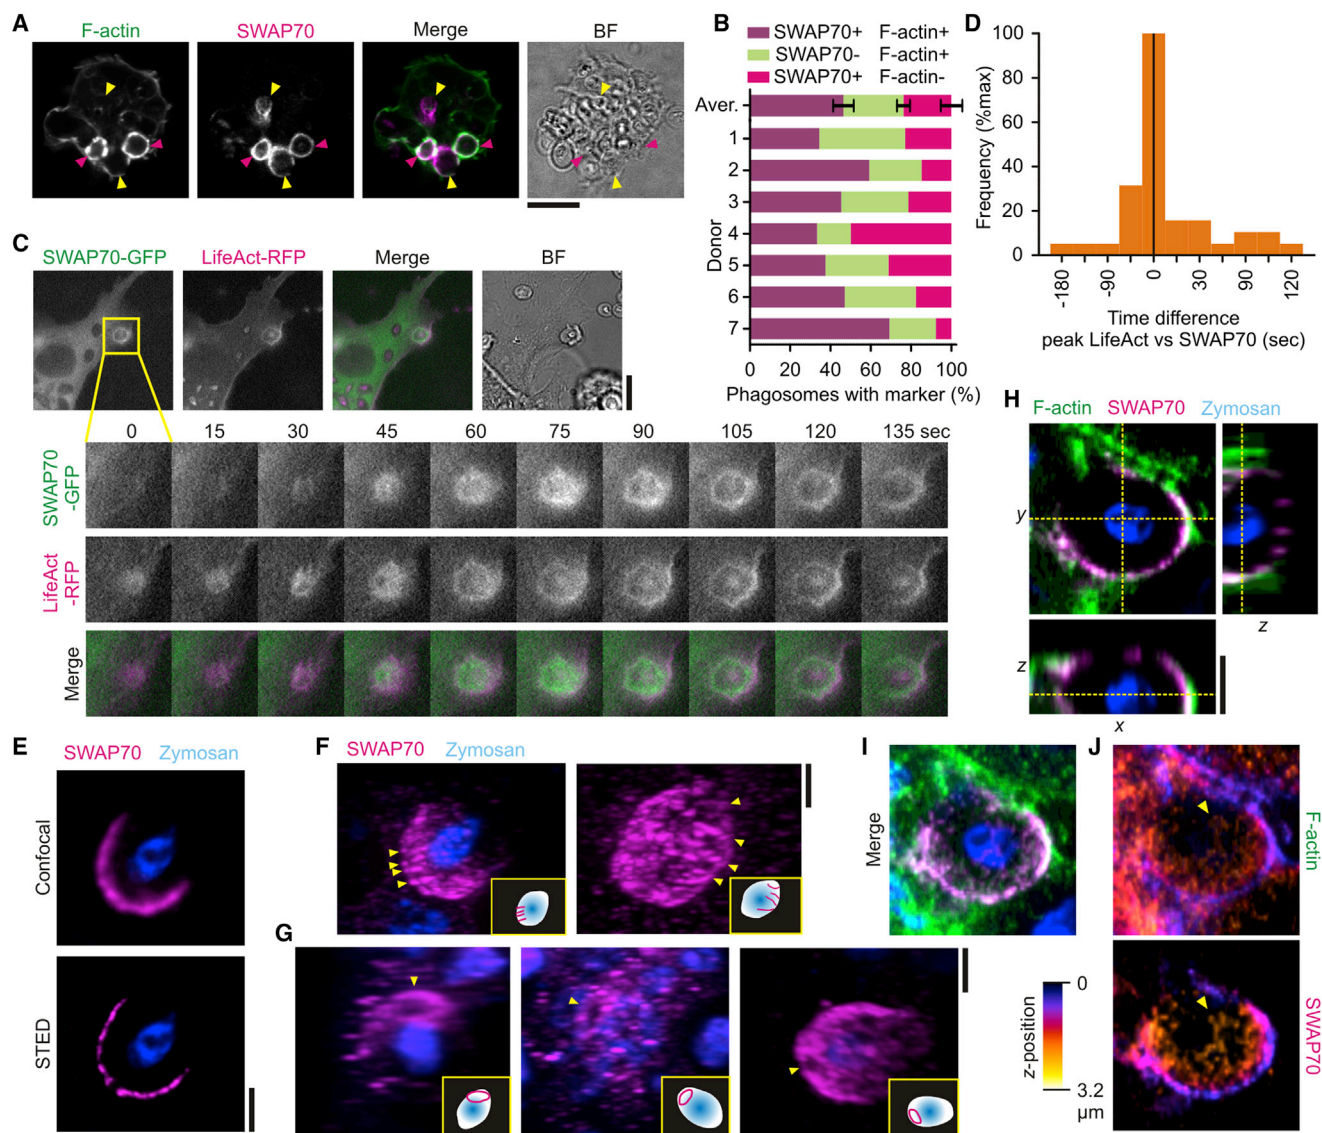 A
F-actin
SWAP70
Merge
BF
B
SWAP70+ F-actin+
SWAP70- F-actin+
SWAP70+ F-actin-
Aver.
1
2
3
4
5
6
7
Donor
0 20 40 60 80 100
Phagosomes with marker (%)
D
Frequency (%max)
100
80
60
40
20
0
-180 -90 0 30 90 120
Time difference
peak LifeAct vs SWAP70 (sec)
C
SWAP70-GFP
LifeAct-RFP
Merge
BF
0 15 30 45 60 75 90 105 120 135 sec
SWAP70
-GFP
LifeAct
-RFP
Merge
H
F-actin SWAP70 Zymosan
y
z
z
x
E
SWAP70 Zymosan
Confocal
STED
F
SWAP70 Zymosan
G
I
Merge
J
F-actin
SWAP70
z-position
0
3.2
μm